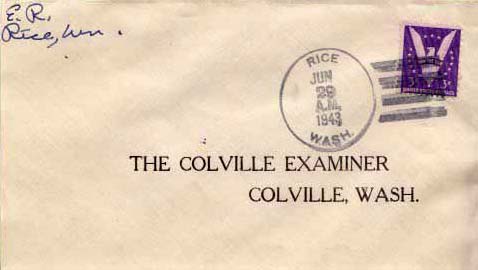 E. R.
Rice, Wn.
RICE
JUN
29
A.M.
1943
WASH.
THE COLVILLE EXAMINER
COLVILLE, WASH.